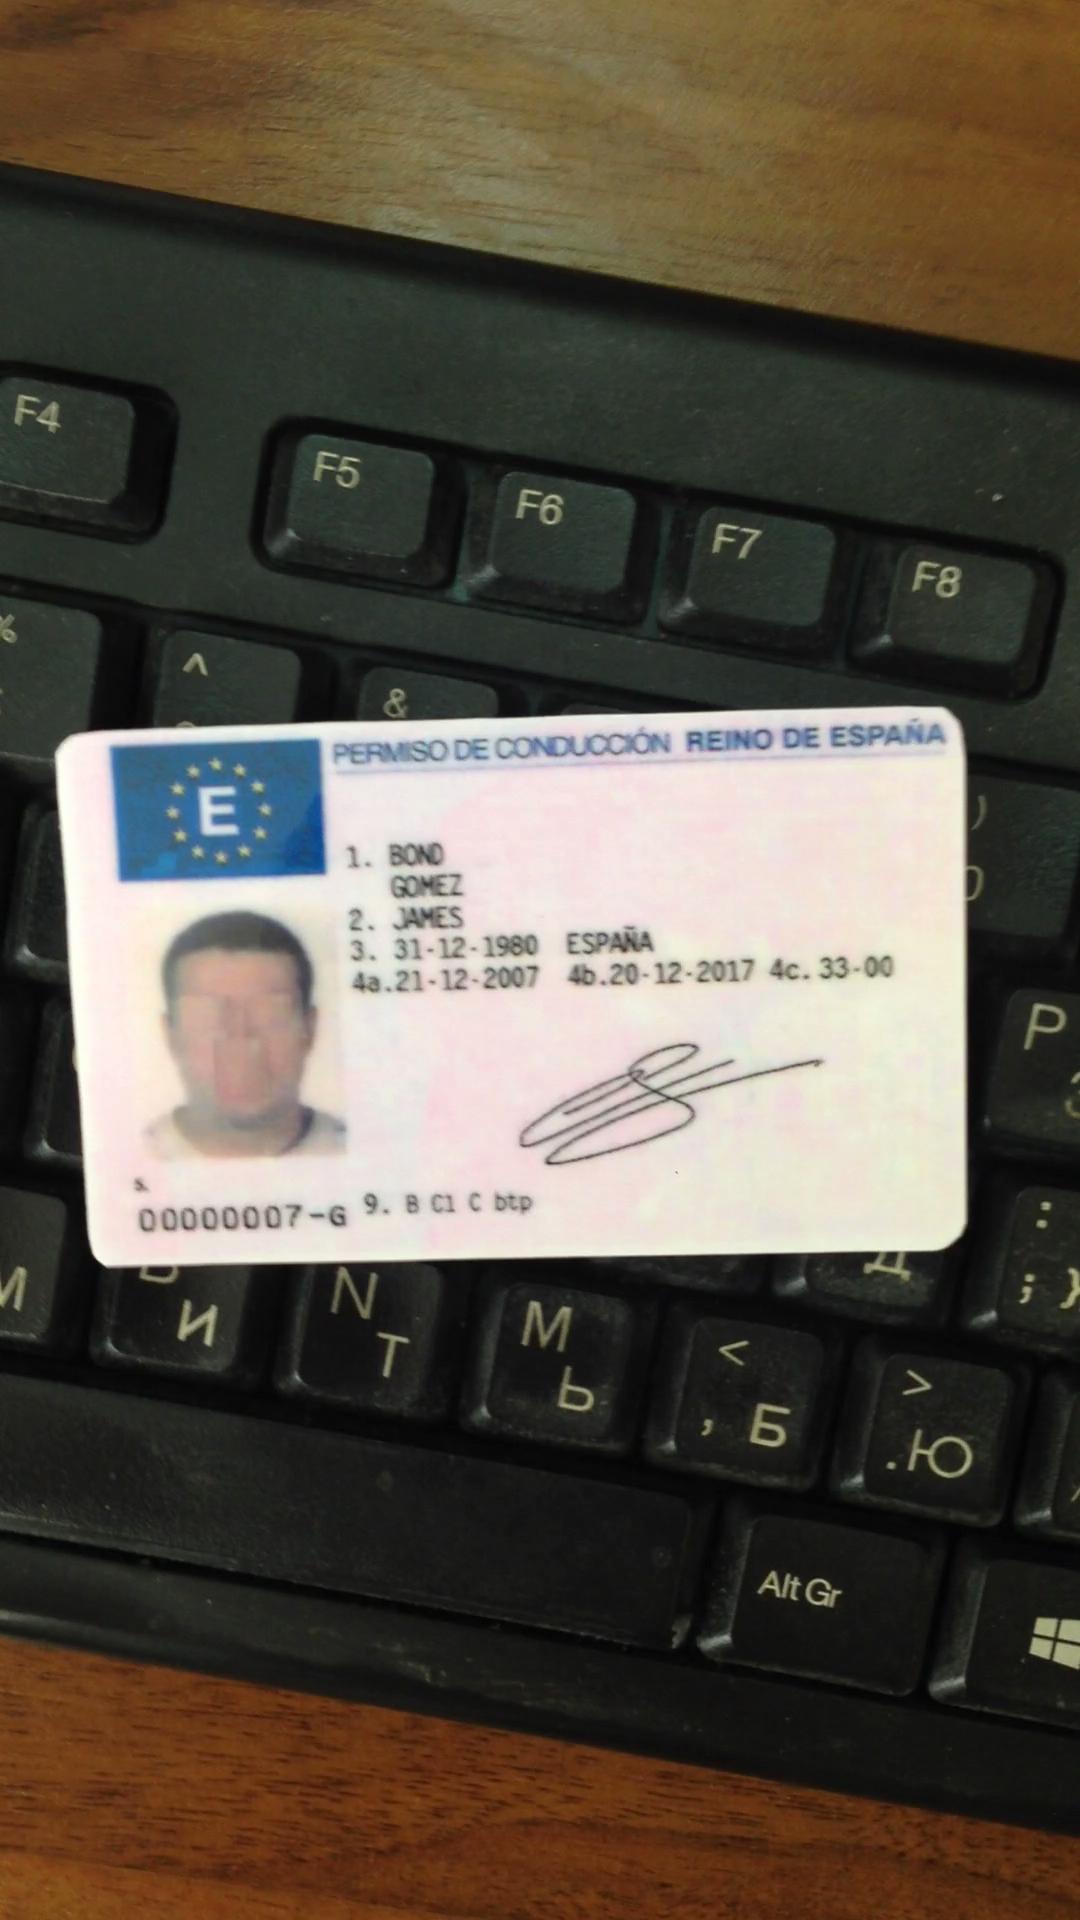 F4
F5
F6
F7
F8
%
^
&
)
0
E
PERMISO DE CONDUCCIÓN REINO DE ESPAÑA
1. BOND
GOMEZ
2. JAMES
3. 31-12-1980 ESPAÑA
4a.21-12-2007 4b.20-12-2017 4c. 33-00
5.
00000007-G 9. B C1 C btp
P
З
:
; }
Д
М
И
N
Т
M
Ь
<
, Б
>
. Ю
Alt Gr